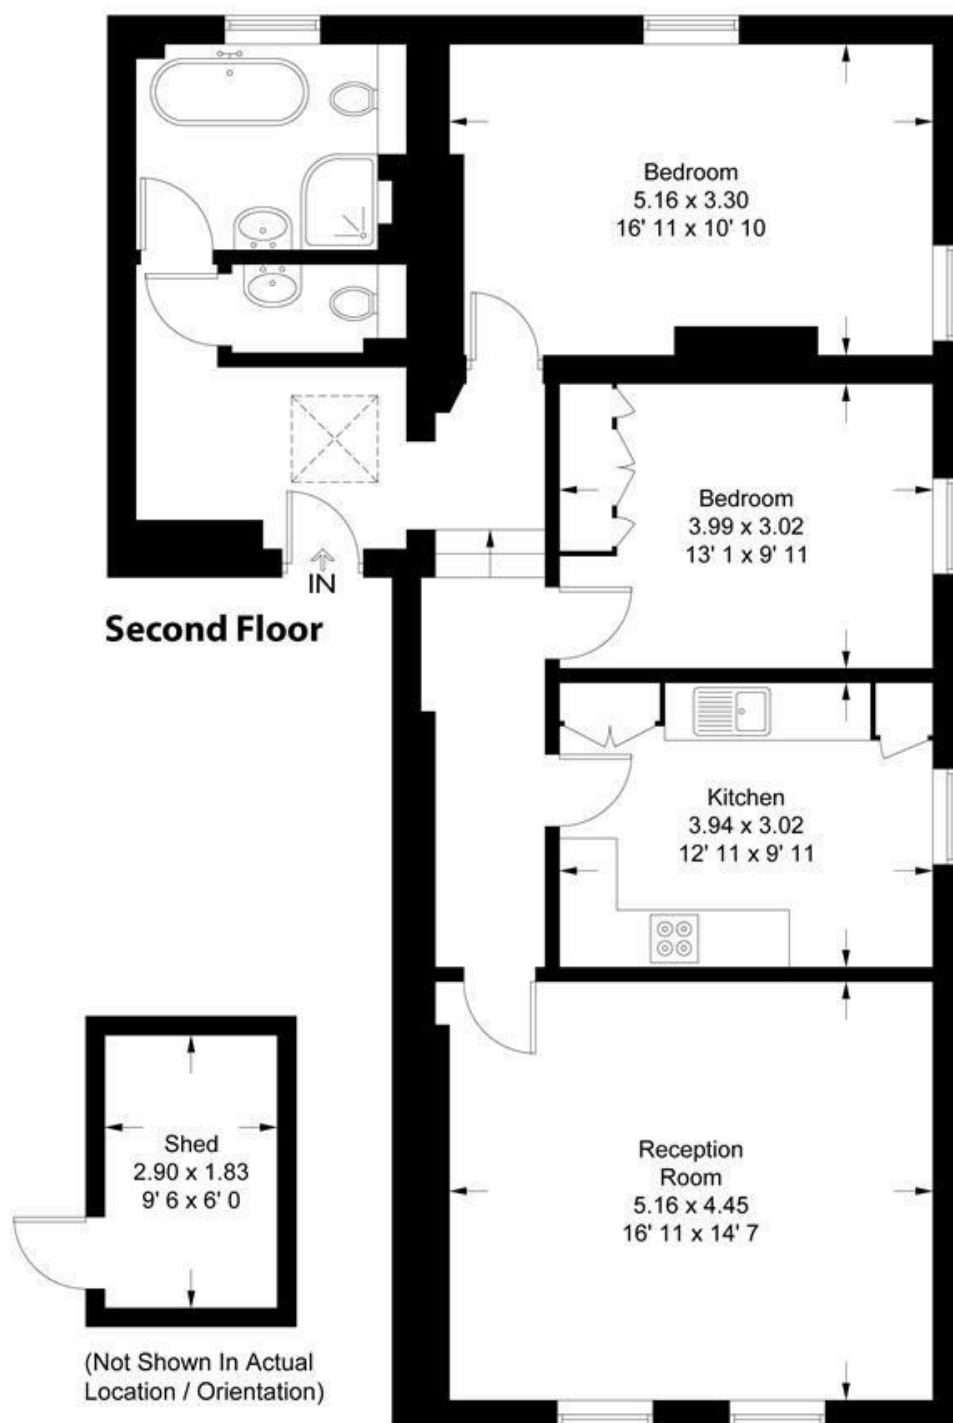 Bedroom
5.16 x 3.30
16' 11 x 10' 10
Bedroom
3.99 x 3.02
13' 1 x 9' 11
IN
Second Floor
Kitchen
3.94 x 3.02
12' 11 x 9' 11
Shed
2.90 x 1.83
9' 6 x 6' 0
Reception
Room
5.16 x 4.45
16' 11 x 14' 7
(Not Shown In Actual
Location / Orientation)